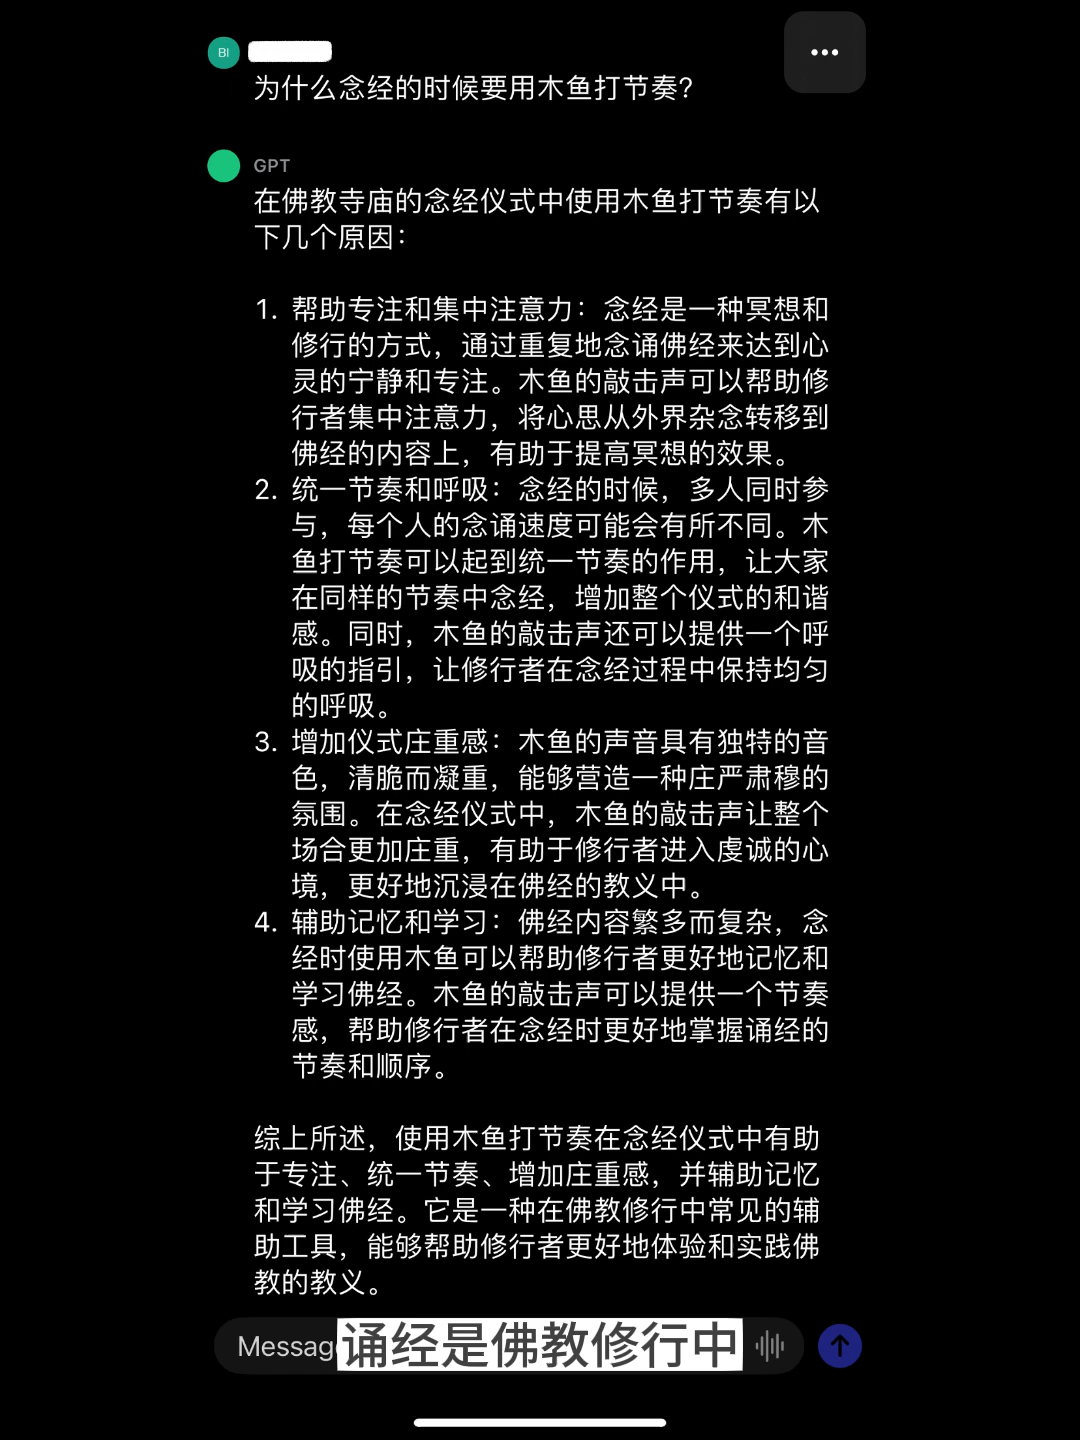 BI
为什么念经的时候要用木鱼打节奏?
GPT
在佛教寺庙的念经仪式中使用木鱼打节奏有以
下几个原因：
1. 帮助专注和集中注意力：念经是一种冥想和
修行的方式，通过重复地念诵佛经来达到心
灵的宁静和专注。木鱼的敲击声可以帮助修
行者集中注意力，将心思从外界杂念转移到
佛经的内容上，有助于提高冥想的效果。
2. 统一节奏和呼吸：念经的时候，多人同时参
与，每个人的念诵速度可能会有所不同。木
鱼打节奏可以起到统一节奏的作用，让大家
在同样的节奏中念经，增加整个仪式的和谐
感。同时，木鱼的敲击声还可以提供一个呼
吸的指引，让修行者在念经过程中保持均匀
的呼吸。
3. 增加仪式庄重感：木鱼的声音具有独特的音
色，清脆而凝重，能够营造一种庄严肃穆的
氛围。在念经仪式中，木鱼的敲击声让整个
场合更加庄重，有助于修行者进入虔诚的心
境，更好地沉浸在佛经的教义中。
4. 辅助记忆和学习：佛经内容繁多而复杂，念
经时使用木鱼可以帮助修行者更好地记忆和
学习佛经。木鱼的敲击声可以提供一个节奏
感，帮助修行者在念经时更好地掌握诵经的
节奏和顺序。
综上所述，使用木鱼打节奏在念经仪式中有助
于专注、统一节奏、增加庄重感，并辅助记忆
和学习佛经。它是一种在佛教修行中常见的辅
助工具，能够帮助修行者更好地体验和实践佛
教的教义。
Messag 诵经是佛教修行中